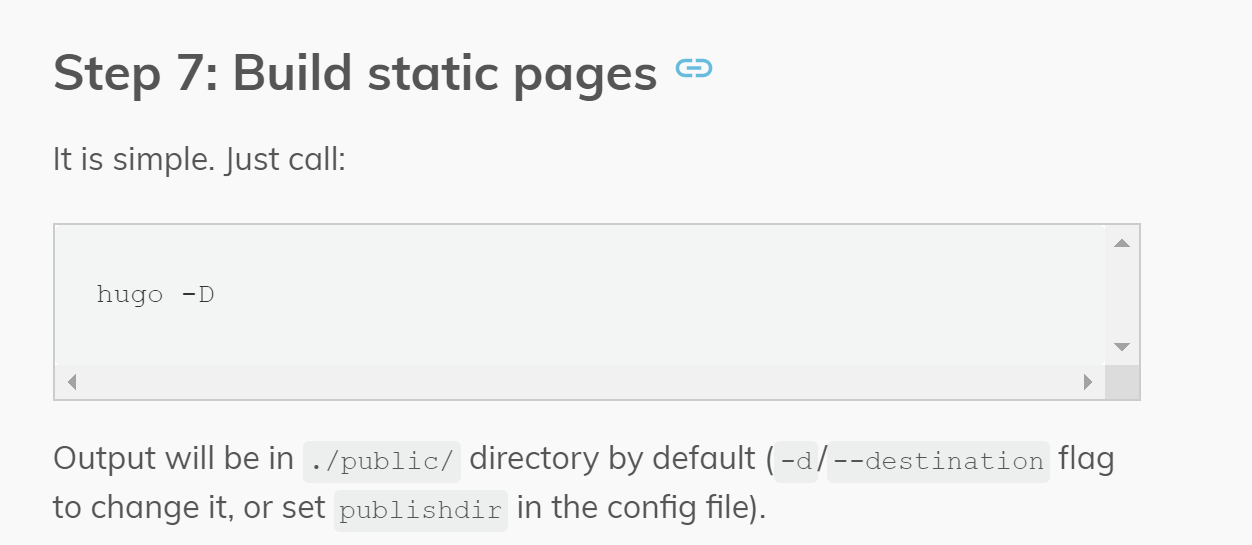 Step 7: Build static pages
It is simple. Just call:
hugo -D
Output will be in ./public/ directory by default (-d/--destination flag
to change it, or set publishdir in the config file).